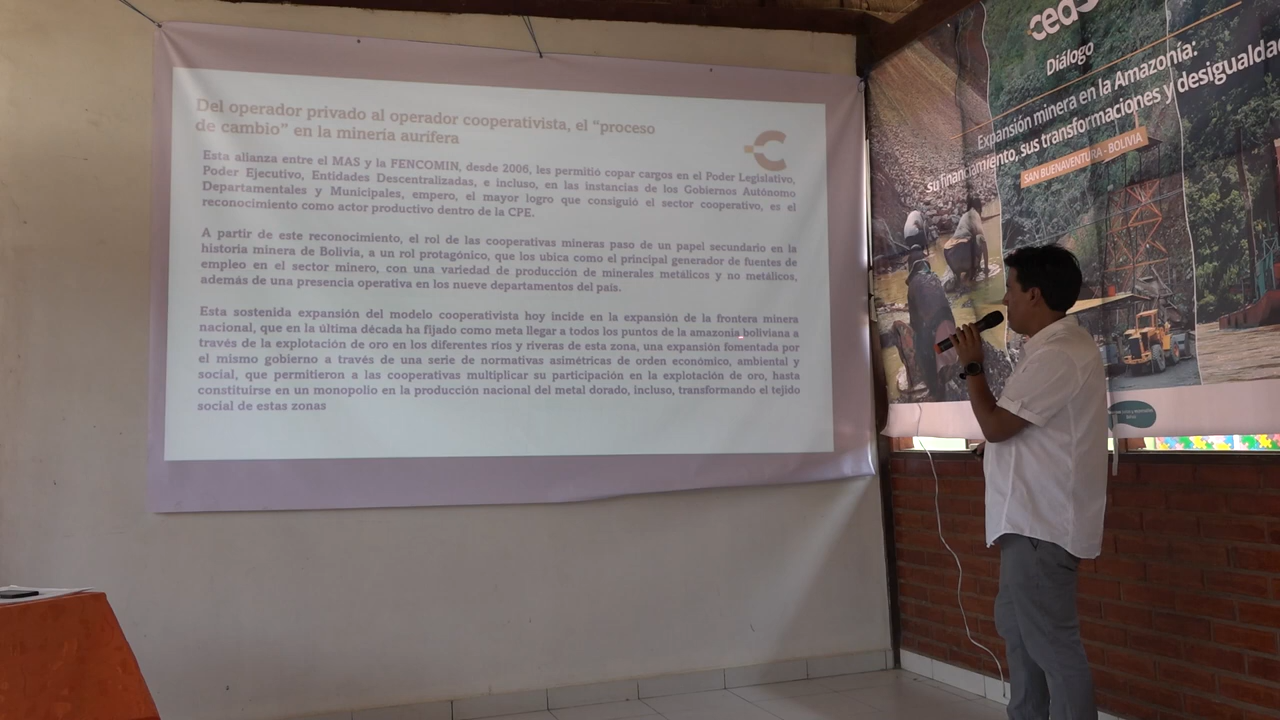 Del operador privado al operador cooperativista, el “proceso
de cambio” en la minería aurífera
Esta alianza entre el MAS y la FENCOMIN, desde 2006, les permitió copar cargos en el Poder Legislativo,
Poder Ejecutivo, Entidades Descentralizadas, e incluso, en las instancias de los Gobiernos Autónomo
Departamentales y Municipales, empero, el mayor logro que consiguió el sector cooperativo, es el
reconocimiento como actor productivo dentro de la CPE.
A partir de este reconocimiento, el rol de las cooperativas mineras paso de un papel secundario en la
historia minera de Bolivia, a un rol protagónico, que los ubica como el principal generador de fuentes de
empleo en el sector minero, con una variedad de producción de minerales metálicos y no metálicos,
además de una presencia operativa en los nueve departamentos del país.
Esta sostenida expansión del modelo cooperativista hoy incide en la expansión de la frontera minera
nacional, que en la última década ha fijado como meta llegar a todos los puntos de la amazonia boliviana a
través de la explotación de oro en los diferentes ríos y riveras de esta zona, una expansión fomentada por
el mismo gobierno a través de una serie de normativas asimétricas de orden económico, ambiental y
social, que permitieron a las cooperativas multiplicar su participación en la explotación de oro, hasta
constituirse en un monopolio en la producción nacional del metal dorado, incluso, transformando el tejido
social de estas zonas
Diálogo
Expansión minera en la Amazonía:
su financiamiento, sus transformaciones y desigualda
SAN BUENAVENTURA - BOLIVIA